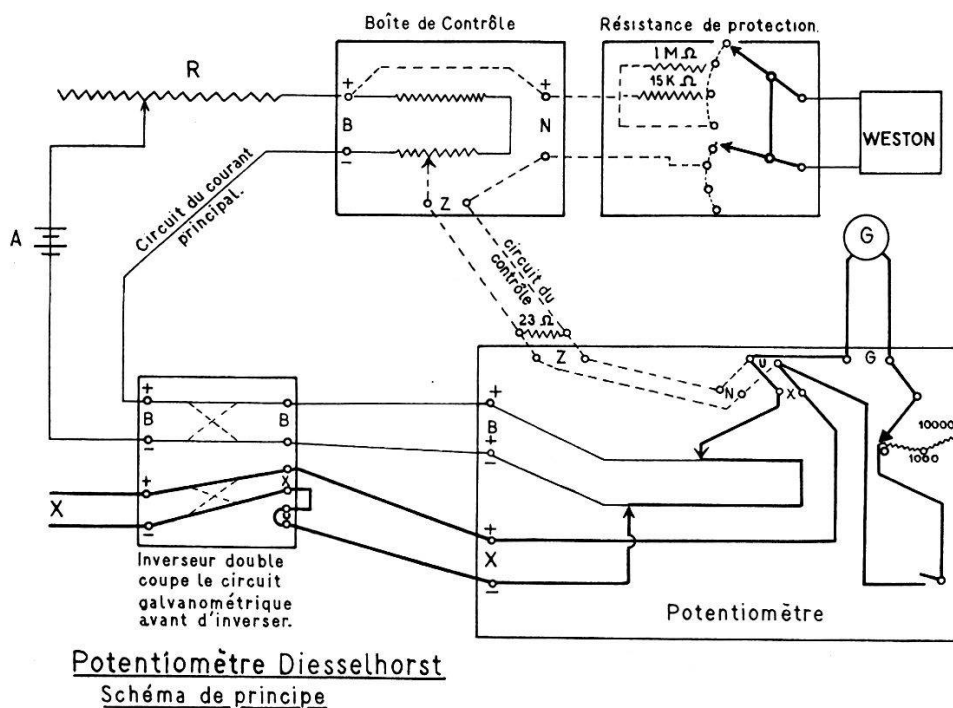 Boîte de Contrôle
Résistance de protection.
R
1 MΩ
15 K Ω
+
B
−
+
N
WESTON
Z
A
Circuit du courant
principal.
circuit du
contrôle
23 Ω
G
Z
N
U
X
G
10000
1000
+
B
−
B
+
B
+
−
X
+
−
X
+
X
−
Inverseur double
coupe le circuit
galvanométrique
avant d'inverser.
Potentiomètre
Potentiomètre Diesselhorst
Schéma de principe